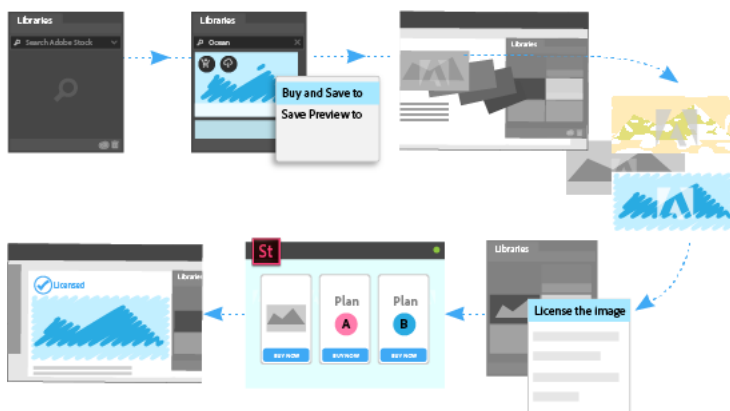 Libraries
Search Adobe Stock
Libraries
Ocean
Buy and Save to
Save Preview to
Libraries
Licensed
Libraries
St
Plan
A
Plan
B
BUY NOW
BUY NOW
BUY NOW
Libraries
License the image